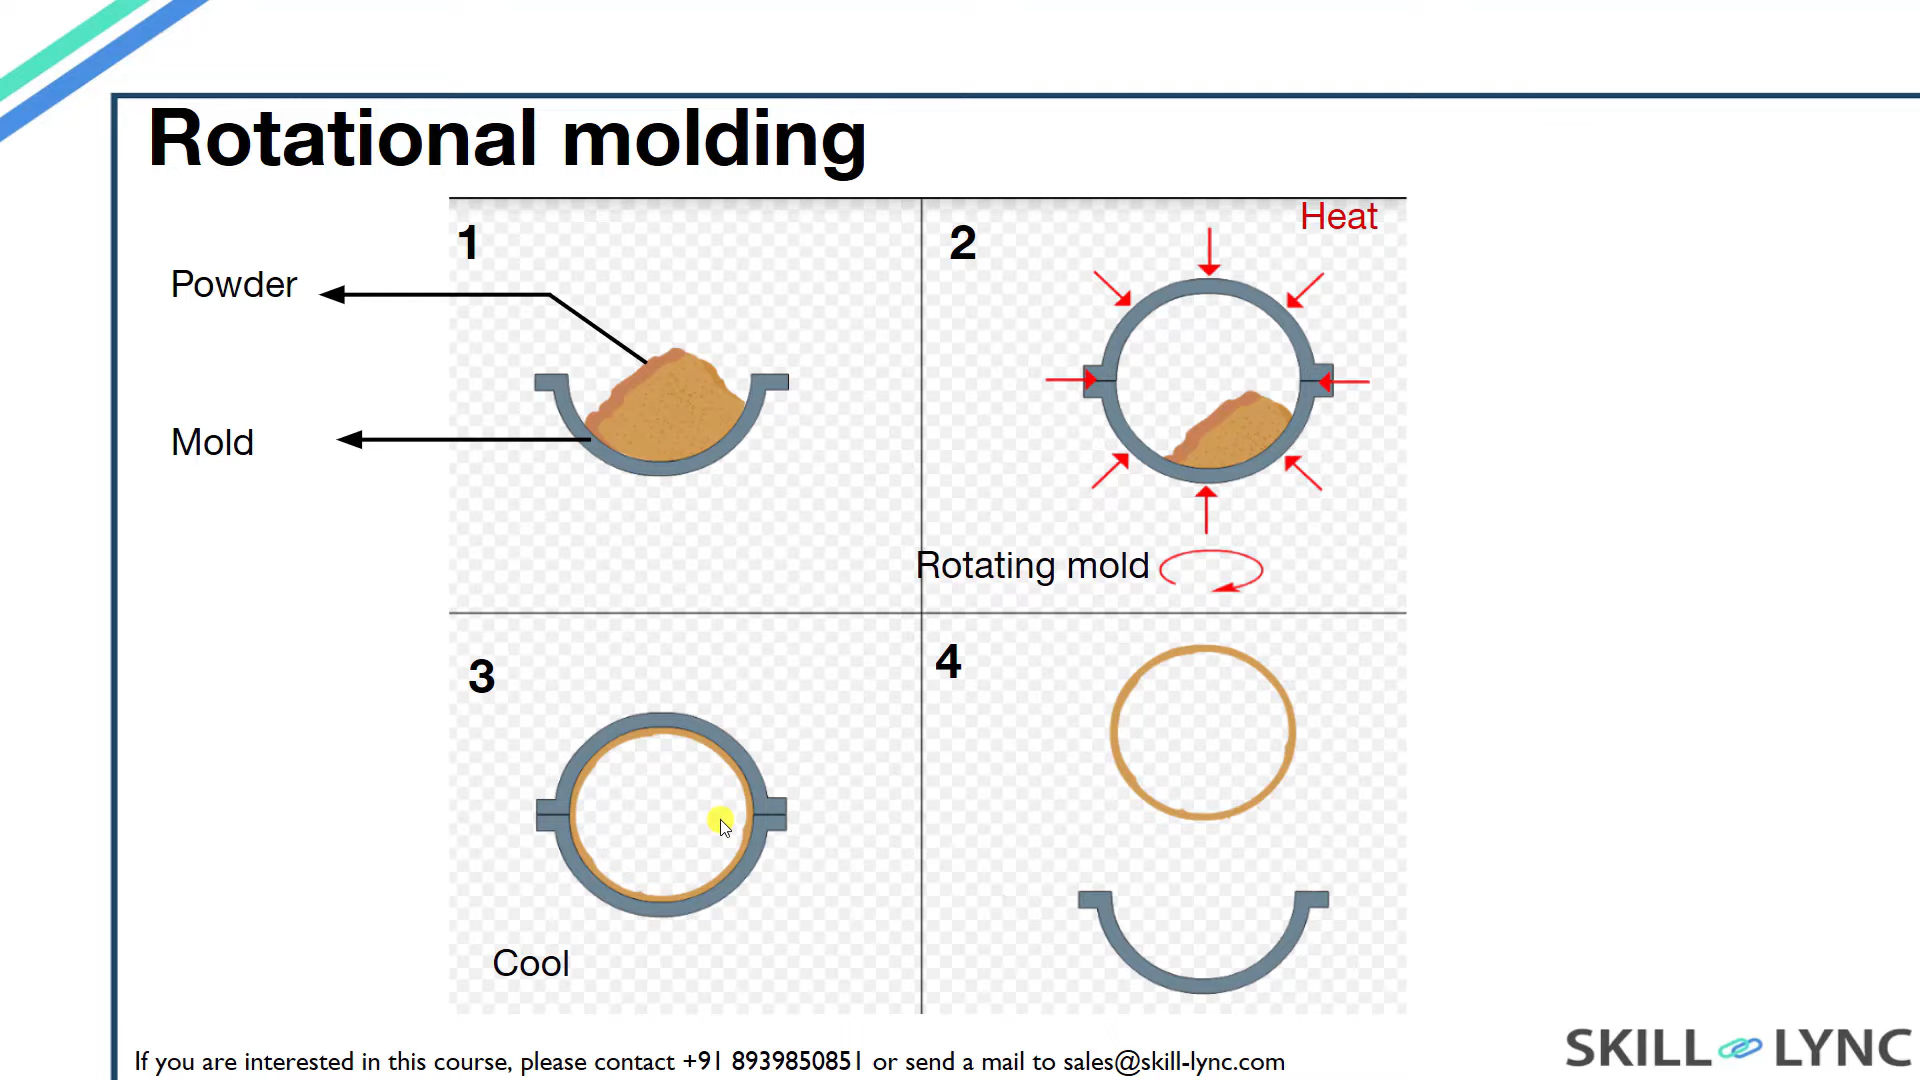 Rotational molding
1
Powder
Mold
2
Heat
Rotating mold
3
Cool
4
If you are interested in this course, please contact +91 8939850851 or send a mail to sales@skill-lync.com
SKILL LYNC